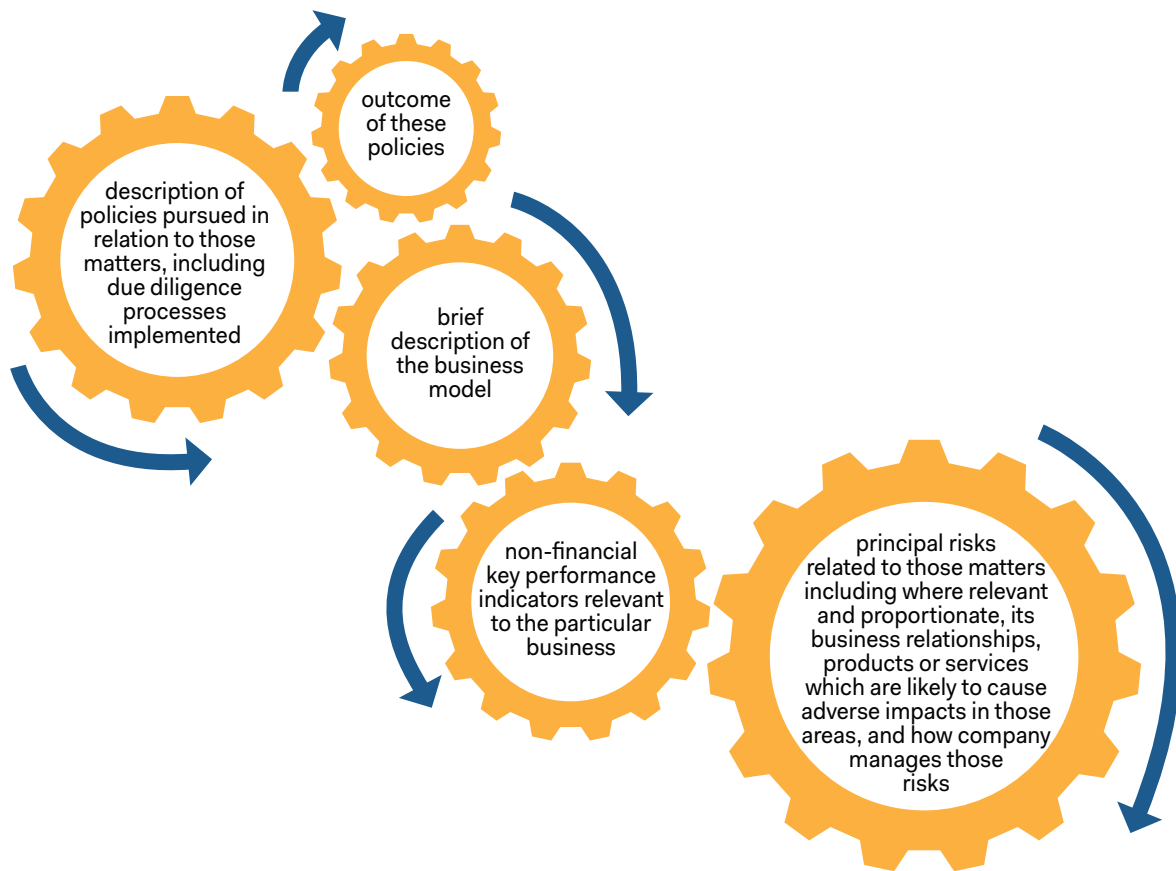 outcome
of these
policies
description of
policies pursued in
relation to those
matters, including
due diligence
processes
implemented
brief
description of
the business
model
non-financial
key performance
indicators relevant
to the particular
business
principal risks
related to those matters
including where relevant
and proportionate, its
business relationships,
products or services
which are likely to cause
adverse impacts in those
areas, and how company
manages those
risks